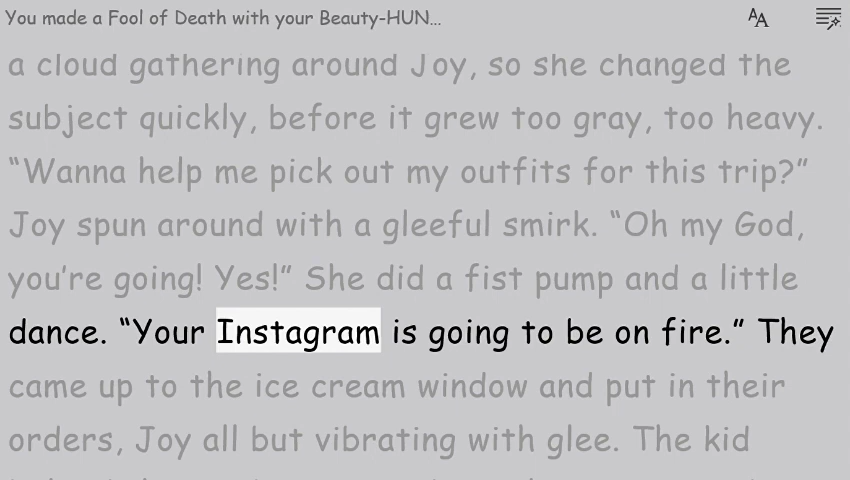 You made a Fool of Death with your Beauty-HUN...
a cloud gathering around Joy, so she changed the
subject quickly, before it grew too gray, too heavy.
“Wanna help me pick out my outfits for this trip?”
Joy spun around with a gleeful smirk. “Oh my God,
you’re going! Yes!” She did a fist pump and a little
dance. “Your Instagram is going to be on fire.” They
came up to the ice cream window and put in their
orders, Joy all but vibrating with glee. The kid